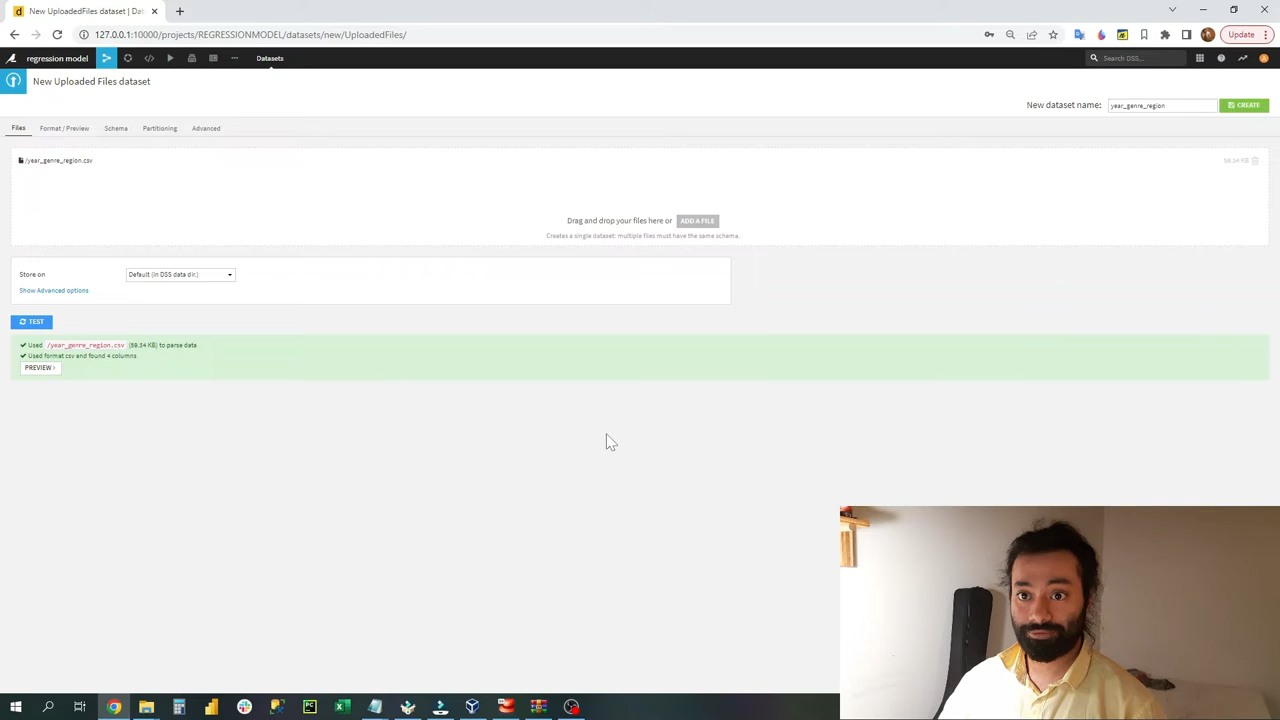 New Uploaded Files dataset | Dat
127.0.0.1:10000/projects/REGRESSIONMODEL/datasets/new/UploadedFiles/
Update
regression model
Datasets
Search DSS...
New Uploaded Files dataset
New dataset name:
year_genre_region
CREATE
Files
Format / Preview
Schema
Partitioning
Advanced
/year_genre_region.csv
Drag and drop your files here or
ADD A FILE
Creates a single dataset: multiple files must have the same schema.
Store on
Default (in DSS data dir.)
Show Advanced options
TEST
Used /year_genre_region.csv (59.34 KB) to parse data
Used format csv and found 4 columns
PREVIEW